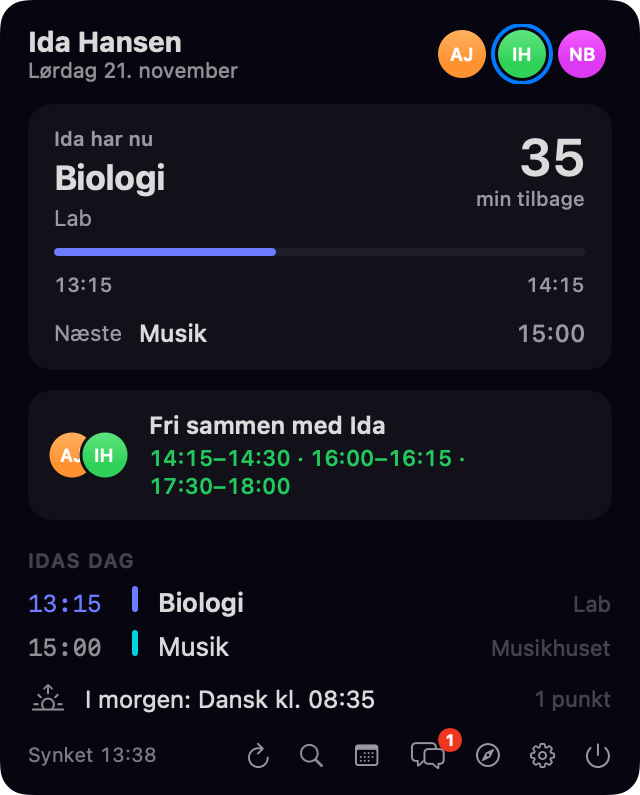 Ida Hansen
Lørdag 21. november
AJ
IH
NB
Ida har nu
Biologi
Lab
35
min tilbage
13:15
14:15
Næste Musik 15:00
AJ
IH
Fri sammen med Ida
14:15–14:30 · 16:00–16:15 ·
17:30–18:00
IDAS DAG
13:15 Biologi Lab
15:00 Musik Musikhuset
I morgen: Dansk kl. 08:35 1 punkt
Synket 13:38
1